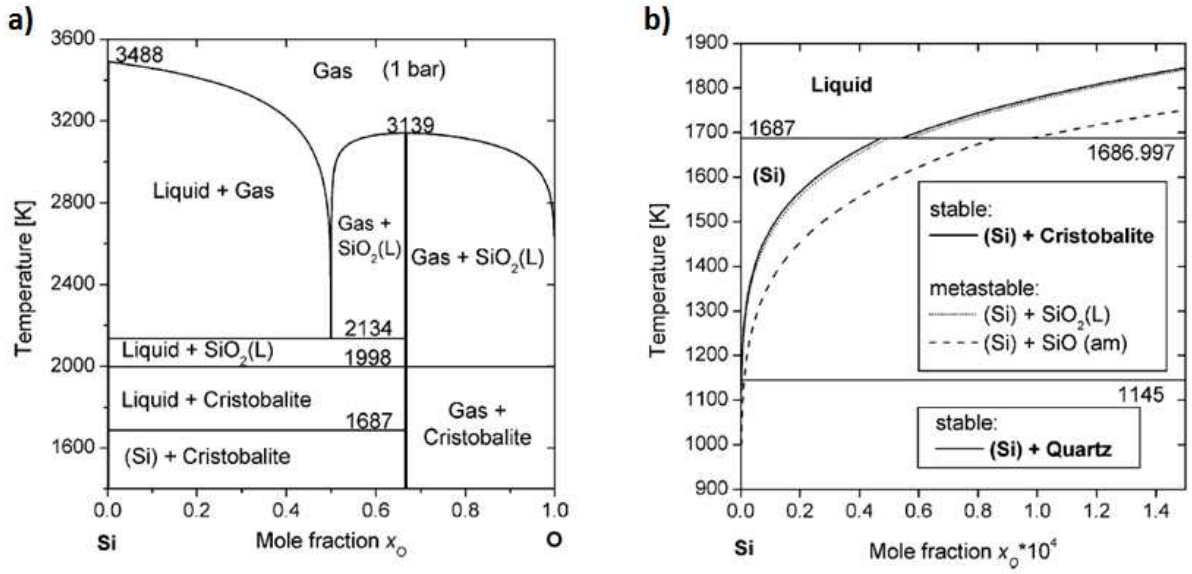 a)
3600
3200
2800
2400
2000
1600
Temperature [K]
3488
Gas (1 bar)
3139
Liquid + Gas
Gas +
SiO₂(L)
Gas + SiO₂(L)
2134
Liquid + SiO₂(L)
1998
Liquid + Cristobalite
1687
Gas +
Cristobalite
(Si) + Cristobalite
0.0 0.2 0.4 0.6 0.8 1.0
Si Mole fraction x_O O
b)
1900
1800
1700
1600
1500
1400
1300
1200
1100
1000
900
Temperature [K]
Liquid
1687
1686.997
(Si)
stable:
(Si) + Cristobalite
metastable:
(Si) + SiO₂(L)
(Si) + SiO (am)
1145
stable:
(Si) + Quartz
0.0 0.2 0.4 0.6 0.8 1.0 1.2 1.4
Si Mole fraction x_O*10⁴